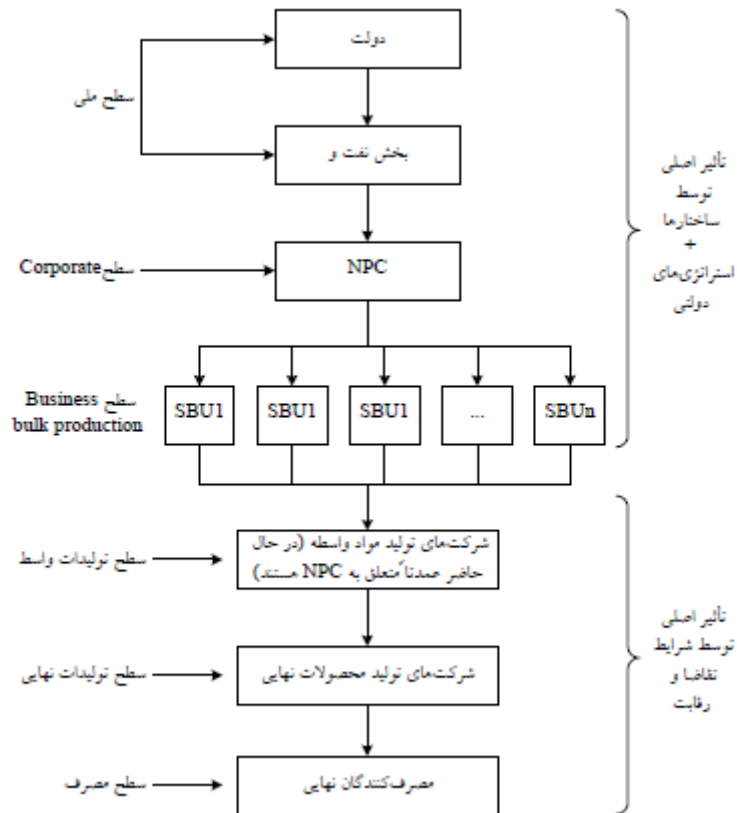 دولت
سطح ملی
بخش نفت و
تأثیر اصلی
توسط
ساختارها
+
استراتژی‌های
دولتی
سطح Corporate
NPC
سطح Business
bulk production
SBU1
SBU1
SBU1
...
SBUn
شرکت‌های تولید مواد واسطه (در حال
حاضر عمدتاً متعلق به NPC هستند)
سطح تولیدات واسط
تأثیر اصلی
توسط شرایط
تقاضا و
رقابت
شرکت‌های تولید محصولات نهایی
سطح تولیدات نهایی
مصرف‌کنندگان نهایی
سطح مصرف